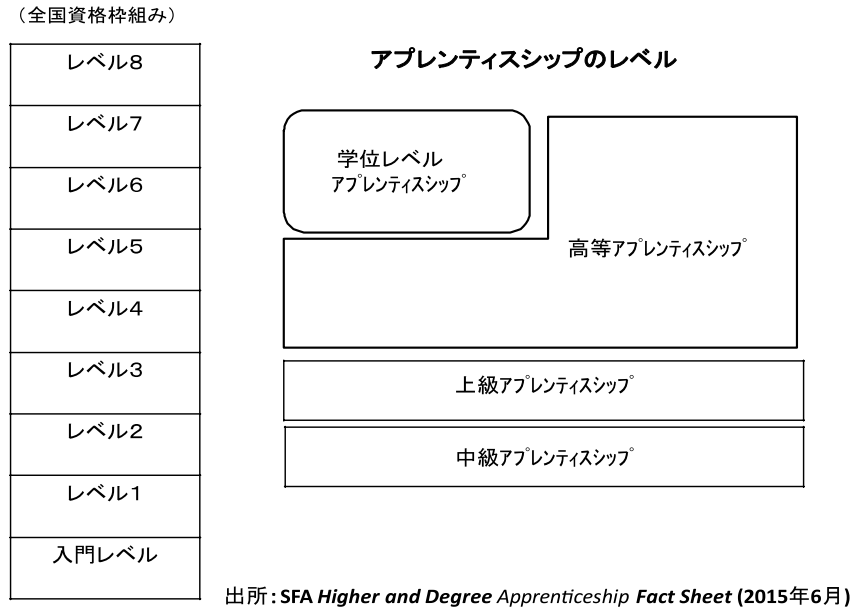 （全国資格枠組み）
アプレンティスシップのレベル
レベル８
レベル７
レベル６
レベル５
レベル４
レベル３
レベル２
レベル１
入門レベル
学位レベル
ｱﾌﾟﾚﾝﾃｨｽｼｯﾌﾟ
高等ｱﾌﾟﾚﾝﾃｨｽｼｯﾌﾟ
上級ｱﾌﾟﾚﾝﾃｨｽｼｯﾌﾟ
中級ｱﾌﾟﾚﾝﾃｨｽｼｯﾌﾟ
出所：SFA Higher and Degree Apprenticeship Fact Sheet (2015年6月)